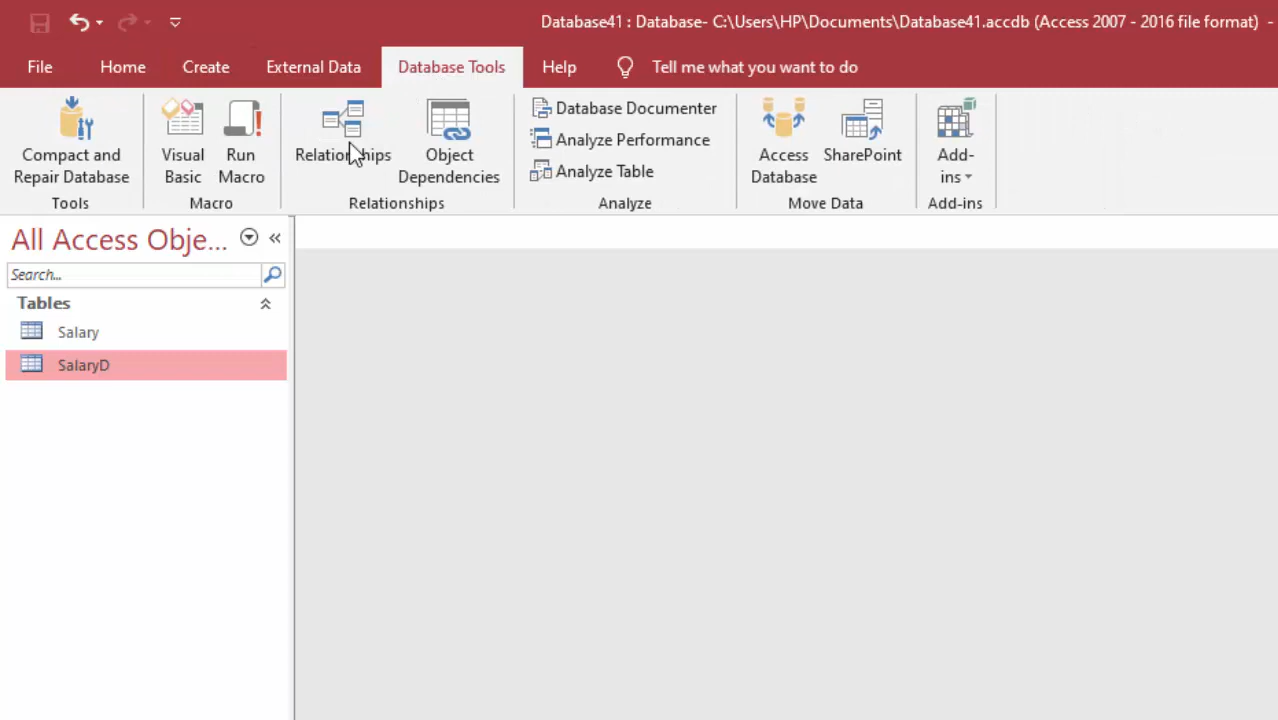 Database41 : Database- C:\Users\HP\Documents\Database41.accdb (Access 2007 - 2016 file format) -
File Home Create External Data Database Tools Help Tell me what you want to do
Compact and Repair Database
Visual Basic
Run Macro
Relationships
Object Dependencies
Database Documenter
Analyze Performance
Analyze Table
Access Database
SharePoint
Add-ins
Tools Macro Relationships Analyze Move Data Add-ins
All Access Obje...
Search...
Tables
Salary
SalaryD